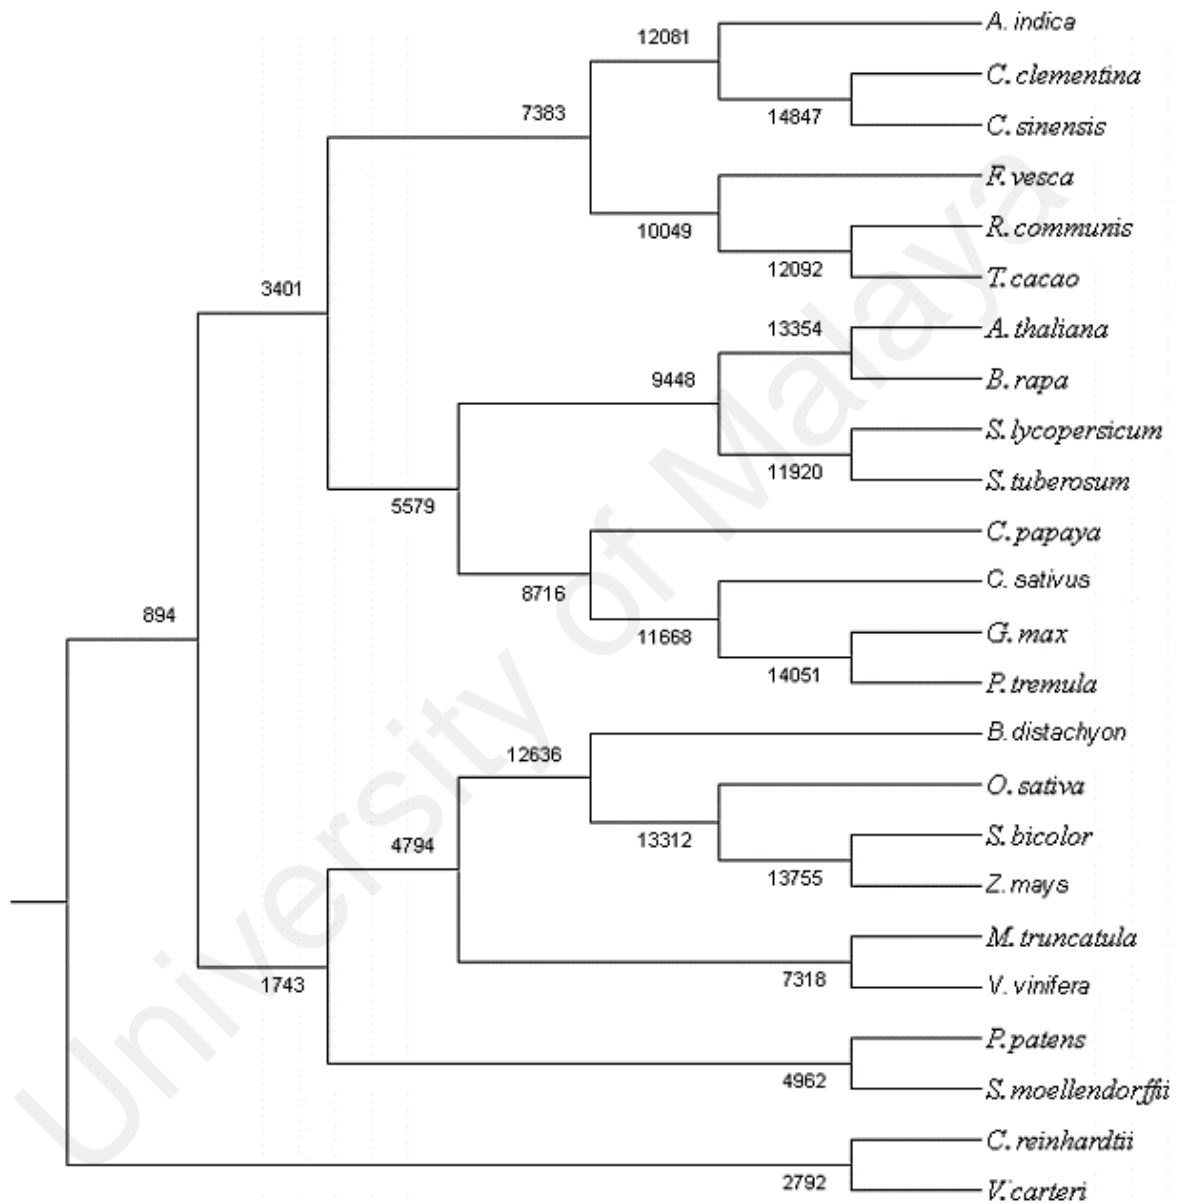 12081
A. indica
C. clementina
7383
14847
C. sinensis
F. vesca
10049
R. communis
12092
T. cacao
3401
13354
A. thaliana
9448
B. rapa
S. lycopersicum
11920
S. tuberosum
5579
C. papaya
8716
C. sativus
894
11668
G. max
14051
P. tremula
12636
B. distachyon
O. sativa
4794
13312
S. bicolor
13755
Z. mays
M. truncatula
1743
7318
V. vinifera
P. patens
4962
S. moellendorffii
C. reinhardtii
2792
V. carteri
University of Malaya